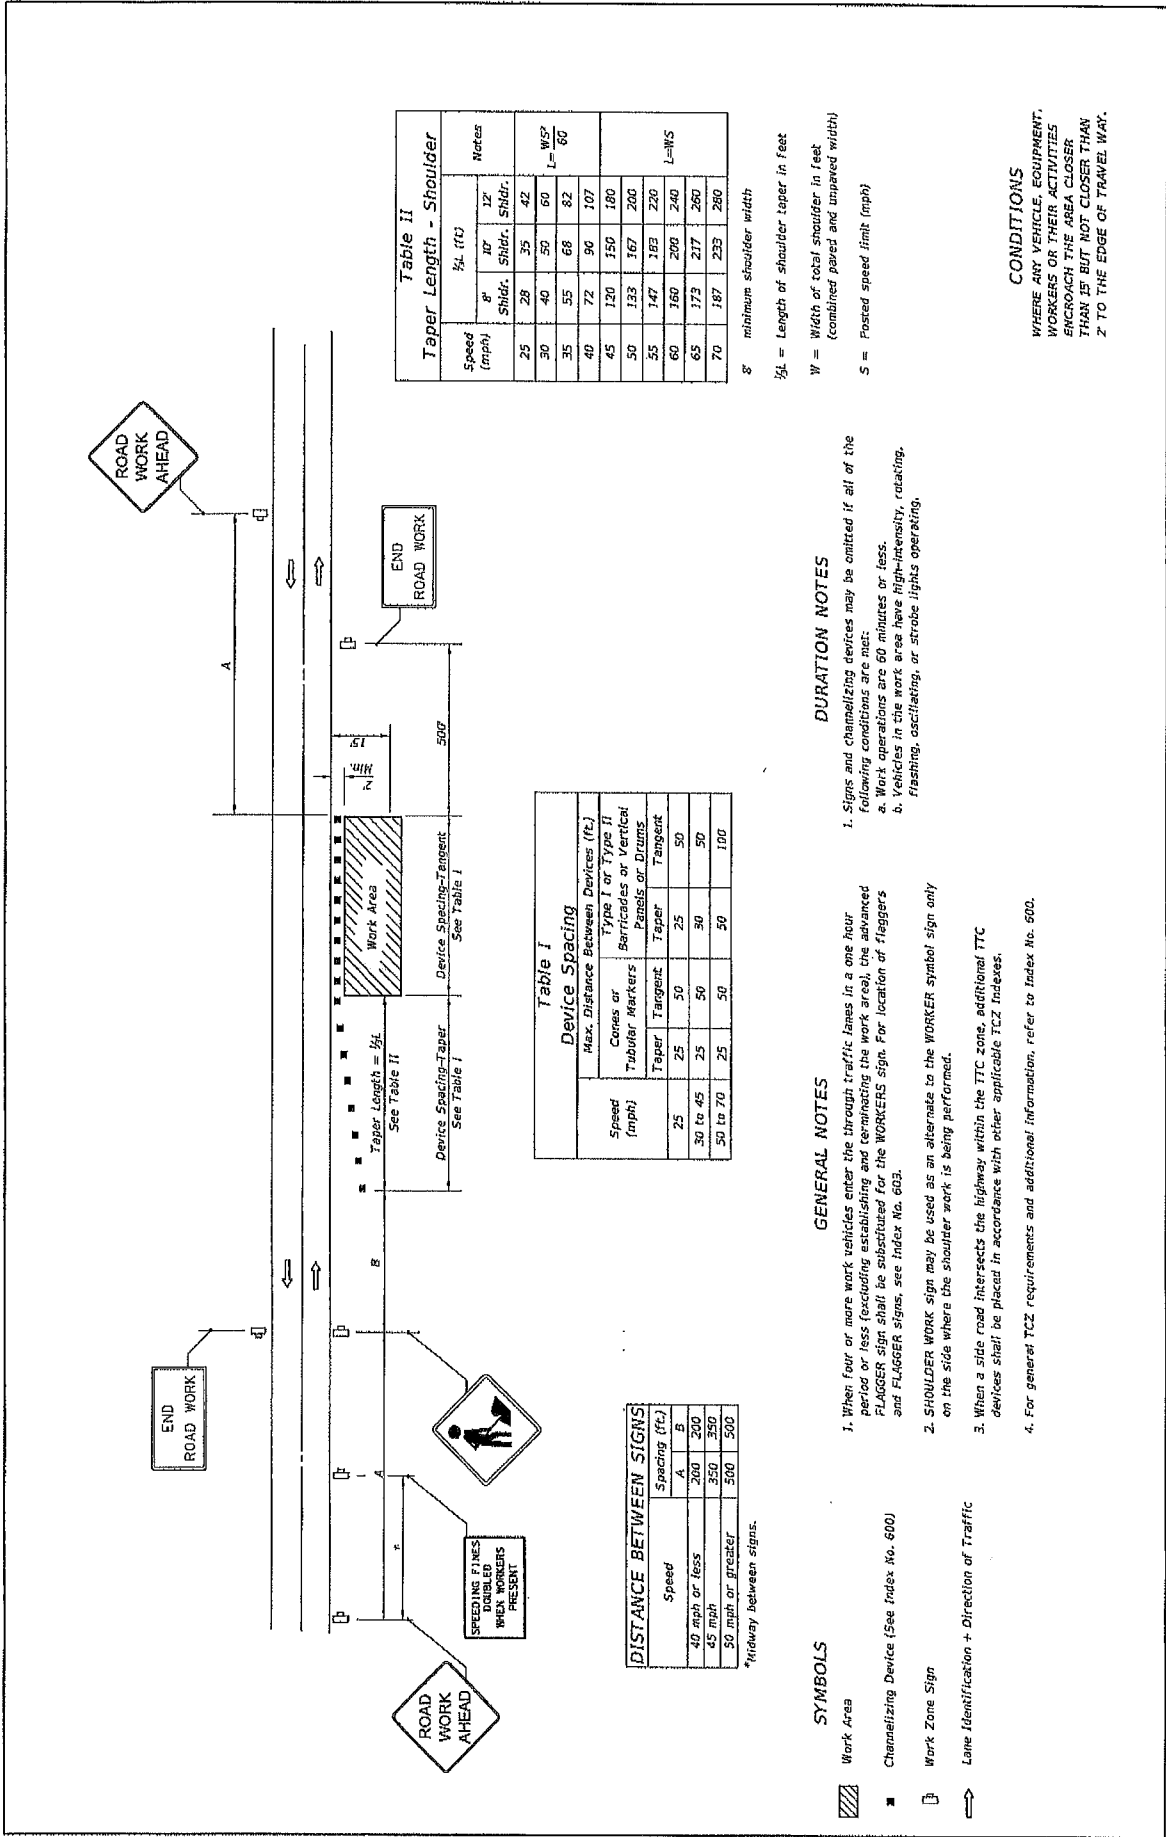 ROAD
WORK
AHEAD
END
ROAD WORK
A
15'
2'
Min.
500'
Work Area
Device Spacing-Tangent
See Table I
Taper Length = ⅓L
See Table II
Device Spacing-Taper
See Table I
B
END
ROAD WORK
A
*
SPEEDING FINES
DOUBLED
WHEN WORKERS
PRESENT
ROAD
WORK
AHEAD
Table II
Taper Length - Shoulder
Speed (mph) ⅓L (ft) Notes
8' Shldr. 10' Shldr. 12' Shldr.
25 28 35 42
30 40 50 60
35 55 68 82
40 72 90 107
L= WS²/60
45 120 150 180
50 133 167 200
55 147 183 220
60 160 200 240
65 173 217 260
70 187 233 280
L=WS
8' minimum shoulder width
⅓L = Length of shoulder taper in feet
W = Width of total shoulder in feet
(combined paved and unpaved width)
S = Posted speed limit (mph)
Table I
Device Spacing
Max. Distance Between Devices (ft.)
Speed (mph)
Cones or
Tubular Markers
Type I or Type II
Barricades or Vertical
Panels or Drums
Taper Tangent Taper Tangent
25 25 50 25 50
30 to 45 25 50 30 50
50 to 70 25 50 50 100
DISTANCE BETWEEN SIGNS
Speed Spacing (ft.)
A B
40 mph or less 200 200
45 mph 350 350
50 mph or greater 500 500
*Midway between signs.
SYMBOLS
Work Area
Channelizing Device (See Index No. 600)
Work Zone Sign
Lane Identification + Direction of Traffic
GENERAL NOTES
1. When four or more work vehicles enter the through traffic lanes in a one hour
period or less (excluding establishing and terminating the work area), the advanced
FLAGGER sign shall be substituted for the WORKERS sign. For location of flaggers
and FLAGGER signs, see Index No. 603.
2. SHOULDER WORK sign may be used as an alternate to the WORKER symbol sign only
on the side where the shoulder work is being performed.
3. When a side road intersects the highway within the TTC zone, additional TTC
devices shall be placed in accordance with other applicable TCZ Indexes.
4. For general TCZ requirements and additional information, refer to Index No. 600.
DURATION NOTES
1. Signs and channelizing devices may be omitted if all of the
following conditions are met:
a. Work operations are 60 minutes or less.
b. Vehicles in the work area have high-intensity, rotating,
flashing, oscillating, or strobe lights operating.
CONDITIONS
WHERE ANY VEHICLE, EQUIPMENT,
WORKERS OR THEIR ACTIVITIES
ENCROACH THE AREA CLOSER
THAN 15' BUT NOT CLOSER THAN
2' TO THE EDGE OF TRAVEL WAY.